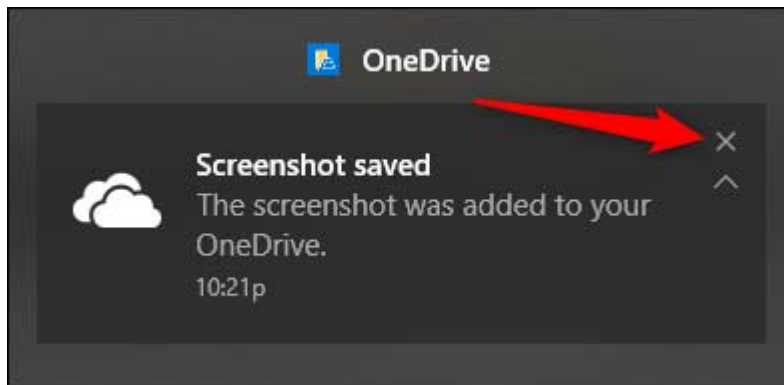 OneDrive
Screenshot saved
The screenshot was added to your
OneDrive.
10:21p